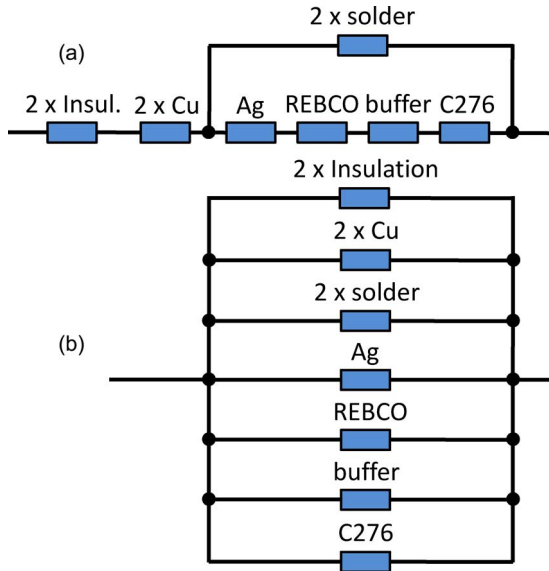 2 x solder
(a)
2 x Insul. 2 x Cu Ag REBCO buffer C276
2 x Insulation
2 x Cu
2 x solder
(b)
Ag
REBCO
buffer
C276